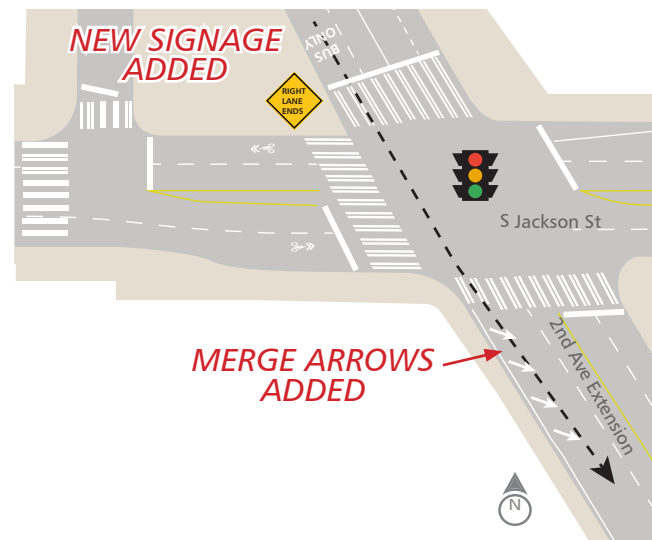 NEW SIGNAGE
ADDED
BUS
ONLY
RIGHT
LANE
ENDS
S Jackson St
MERGE ARROWS
ADDED
2nd Ave Extension
N